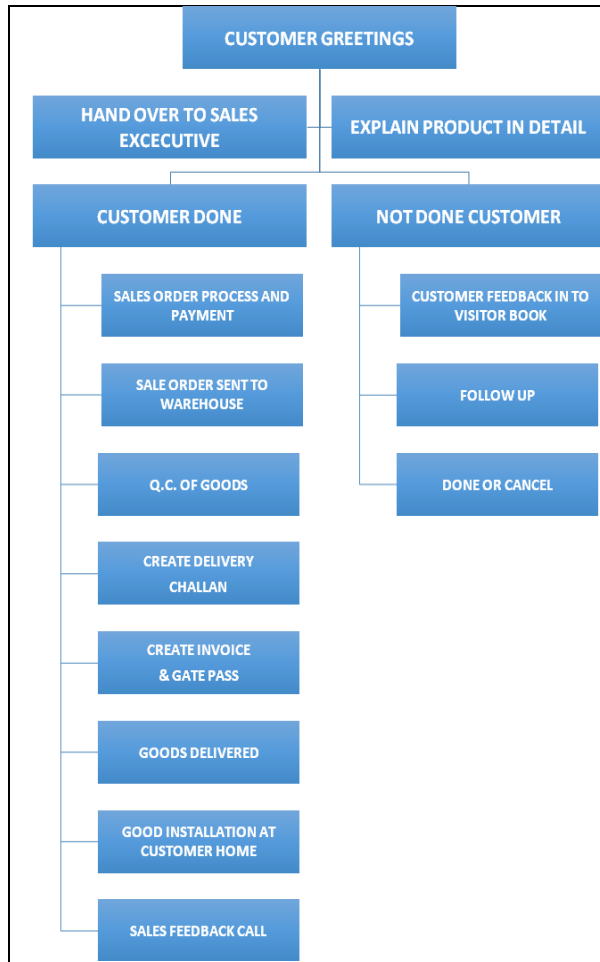 CUSTOMER GREETINGS
HAND OVER TO SALES
EXCECUTIVE
EXPLAIN PRODUCT IN DETAIL
CUSTOMER DONE
NOT DONE CUSTOMER
SALES ORDER PROCESS AND
PAYMENT
SALE ORDER SENT TO
WAREHOUSE
Q.C. OF GOODS
CREATE DELIVERY
CHALLAN
CREATE INVOICE
& GATE PASS
GOODS DELIVERED
GOOD INSTALLATION AT
CUSTOMER HOME
SALES FEEDBACK CALL
CUSTOMER FEEDBACK IN TO
VISITOR BOOK
FOLLOW UP
DONE OR CANCEL